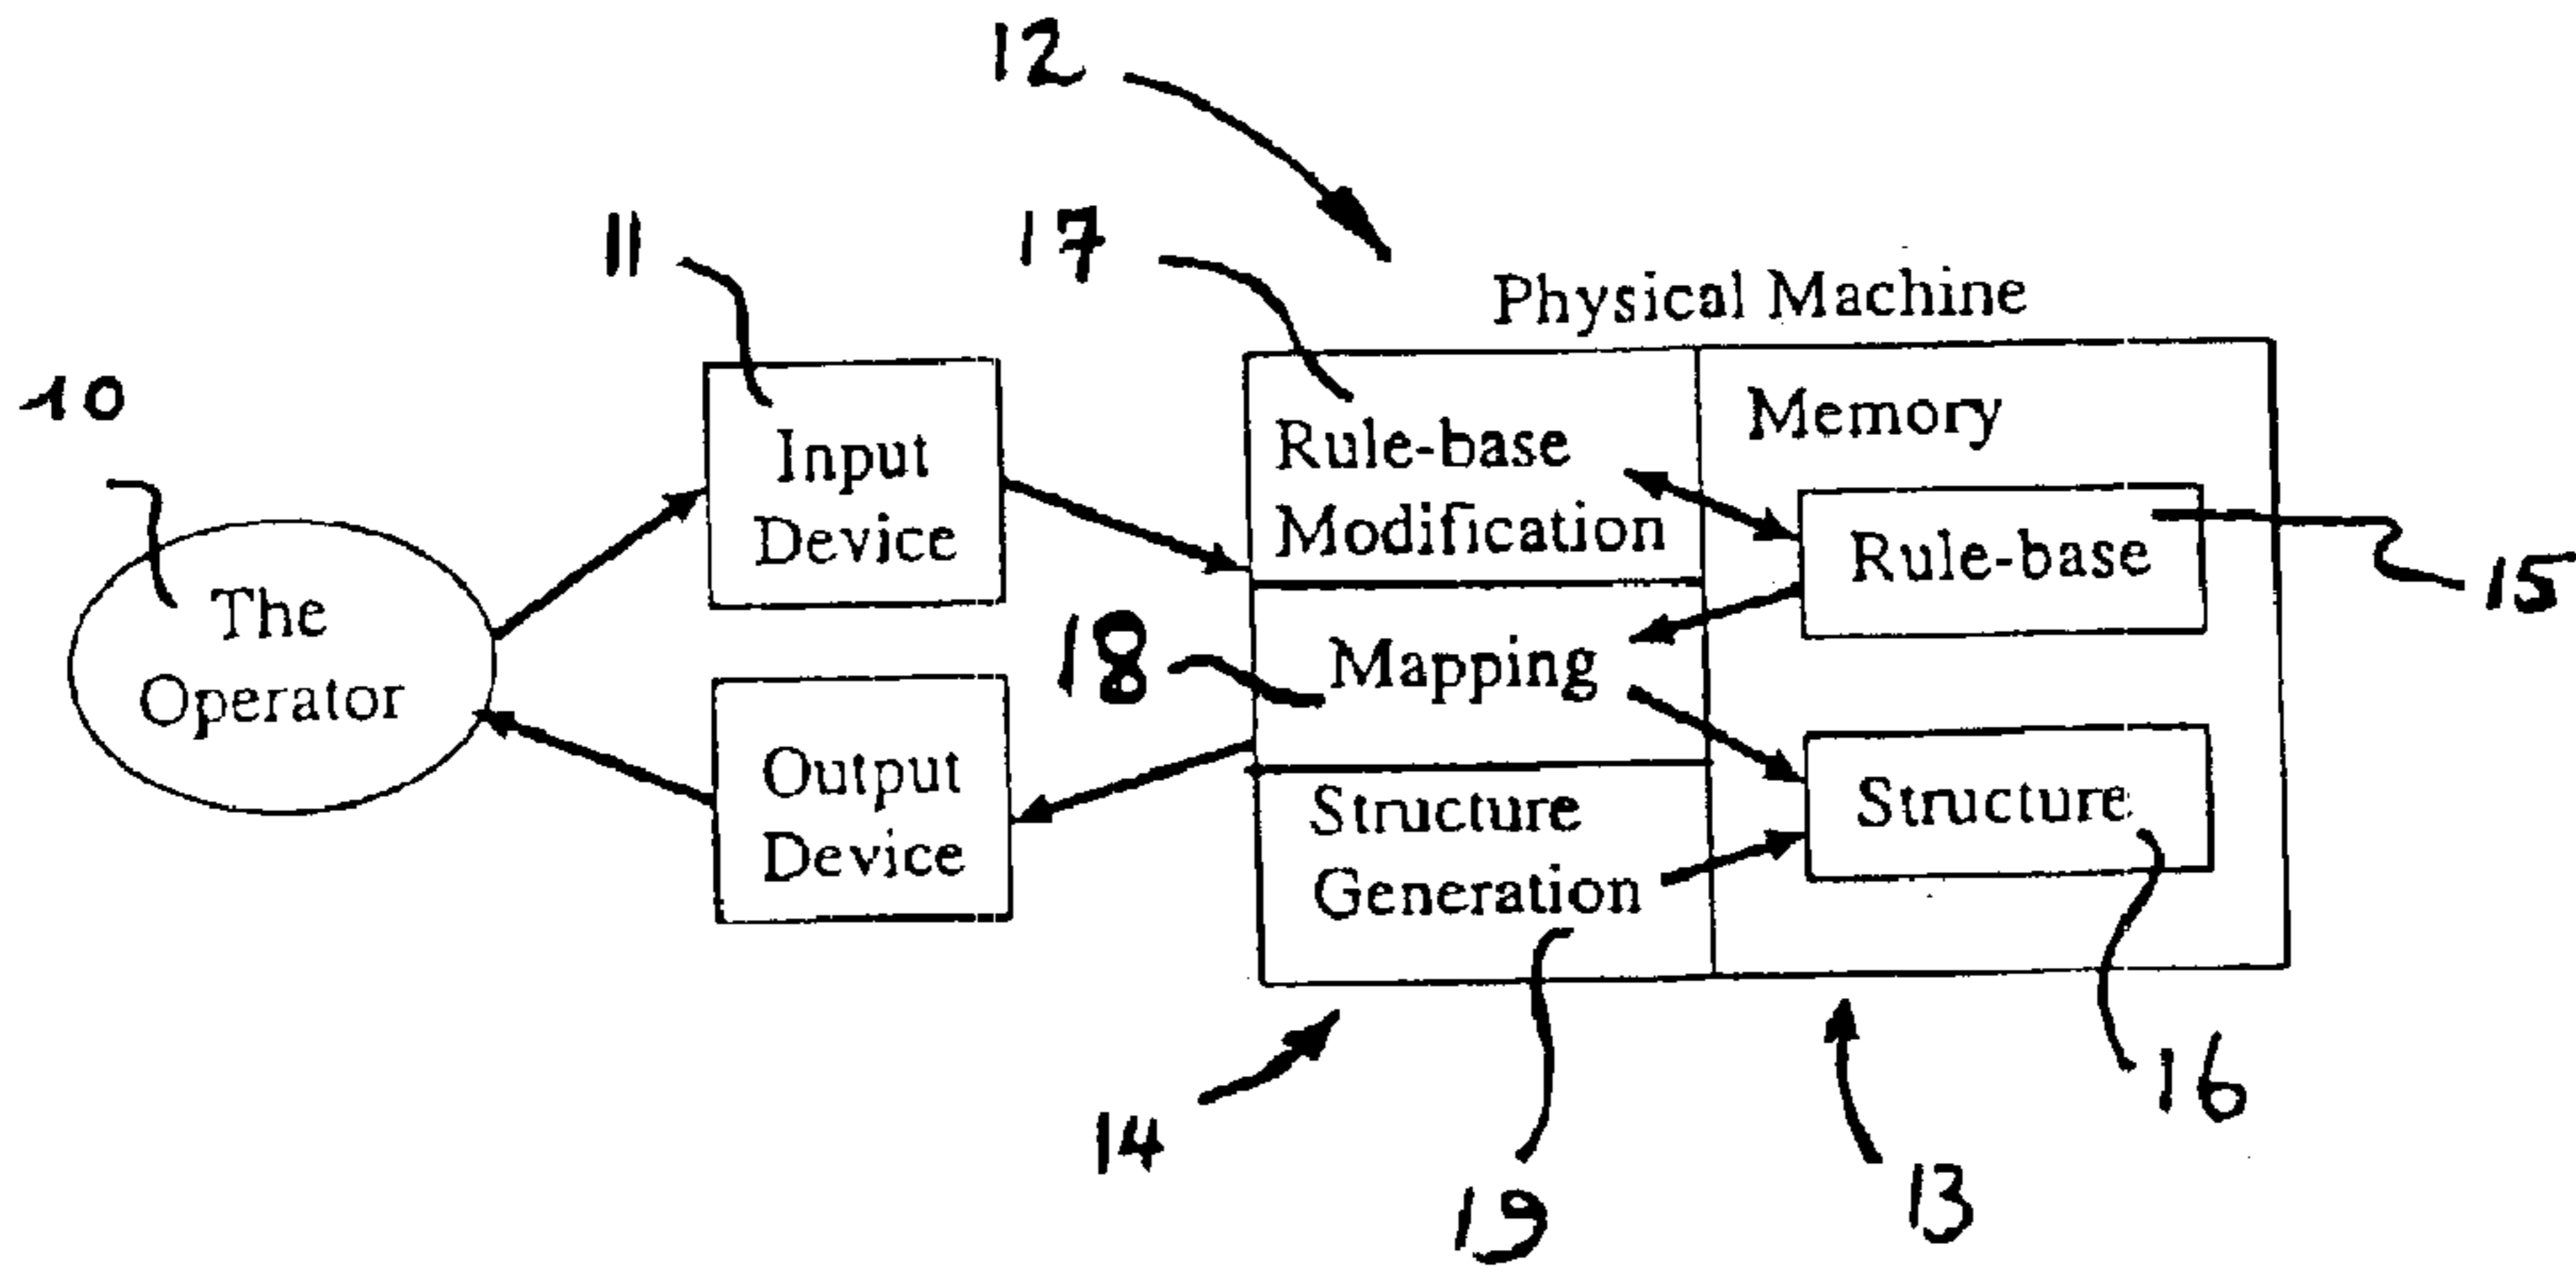 12
11
17
Physical Machine
10
Input
Device
Rule-base
Modification
Memory
Rule-base
15
The
Operator
18
Mapping
Output
Device
Structure
Generation
Structure
14
19
13
16